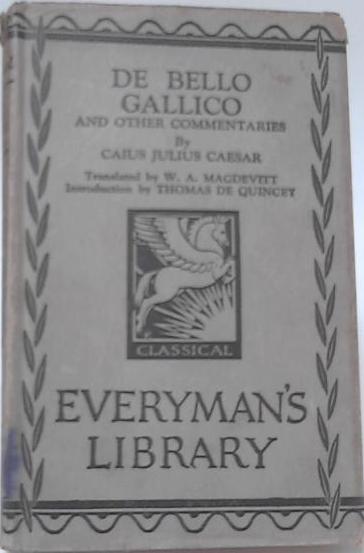 DE BELLO
GALLICO
AND OTHER COMMENTARIES
By
CAIUS JULIUS CAESAR
Translated by W. A. MACDEVITT
Introduction by THOMAS DE QUINCEY
CLASSICAL
EVERYMAN'S
LIBRARY